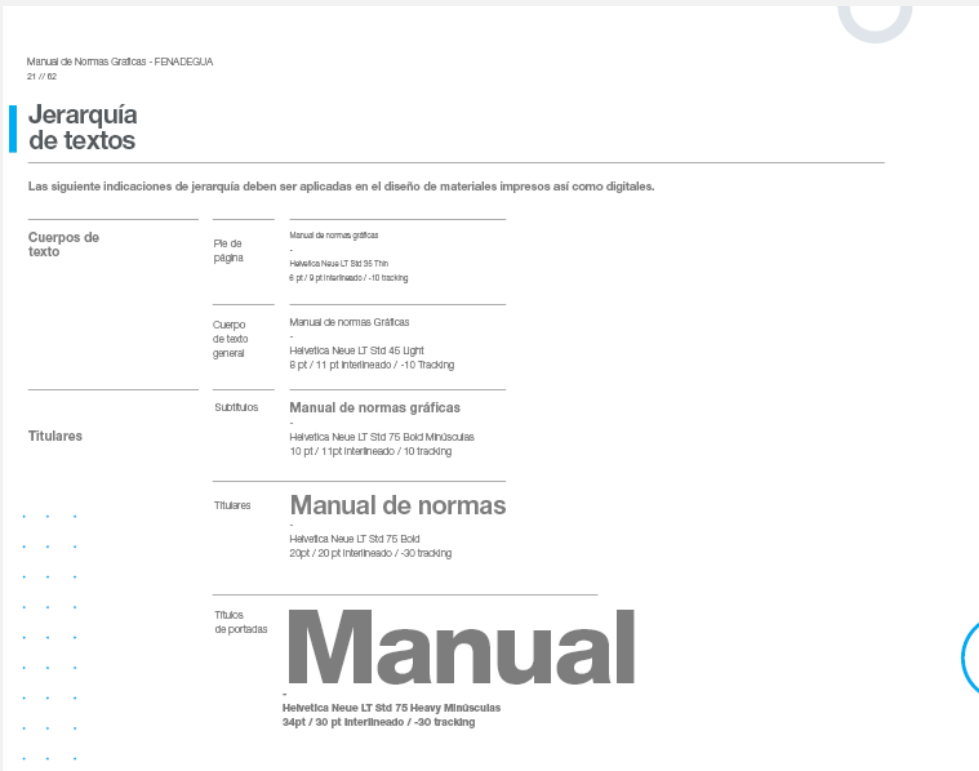 Manual de Normas Graficas - FENADEGUA
21 // 62
Jerarquía
de textos
Las siguiente indicaciones de jerarquía deben ser aplicadas en el diseño de materiales impresos así como digitales.
Cuerpos de
texto
Pie de
página
Manual de normas gráficas
-
Helvetica Neue LT Std 35 Thin
6 pt / 9 pt interlineado / -10 tracking
Cuerpo
de texto
general
Manual de normas Gráficas
-
Helvetica Neue LT Std 45 Light
8 pt / 11 pt interlineado / -10 Tracking
Titulares
Subtítulos
Manual de normas gráficas
-
Helvetica Neue LT Std 75 Bold Minúsculas
10 pt / 11pt interlineado / 10 tracking
Titulares
Manual de normas
-
Helvetica Neue LT Std 75 Bold
20pt / 20 pt interlineado / -30 tracking
Títulos
de portadas
Manual
-
Helvetica Neue LT Std 75 Heavy Minúsculas
34pt / 30 pt interlineado / -30 tracking